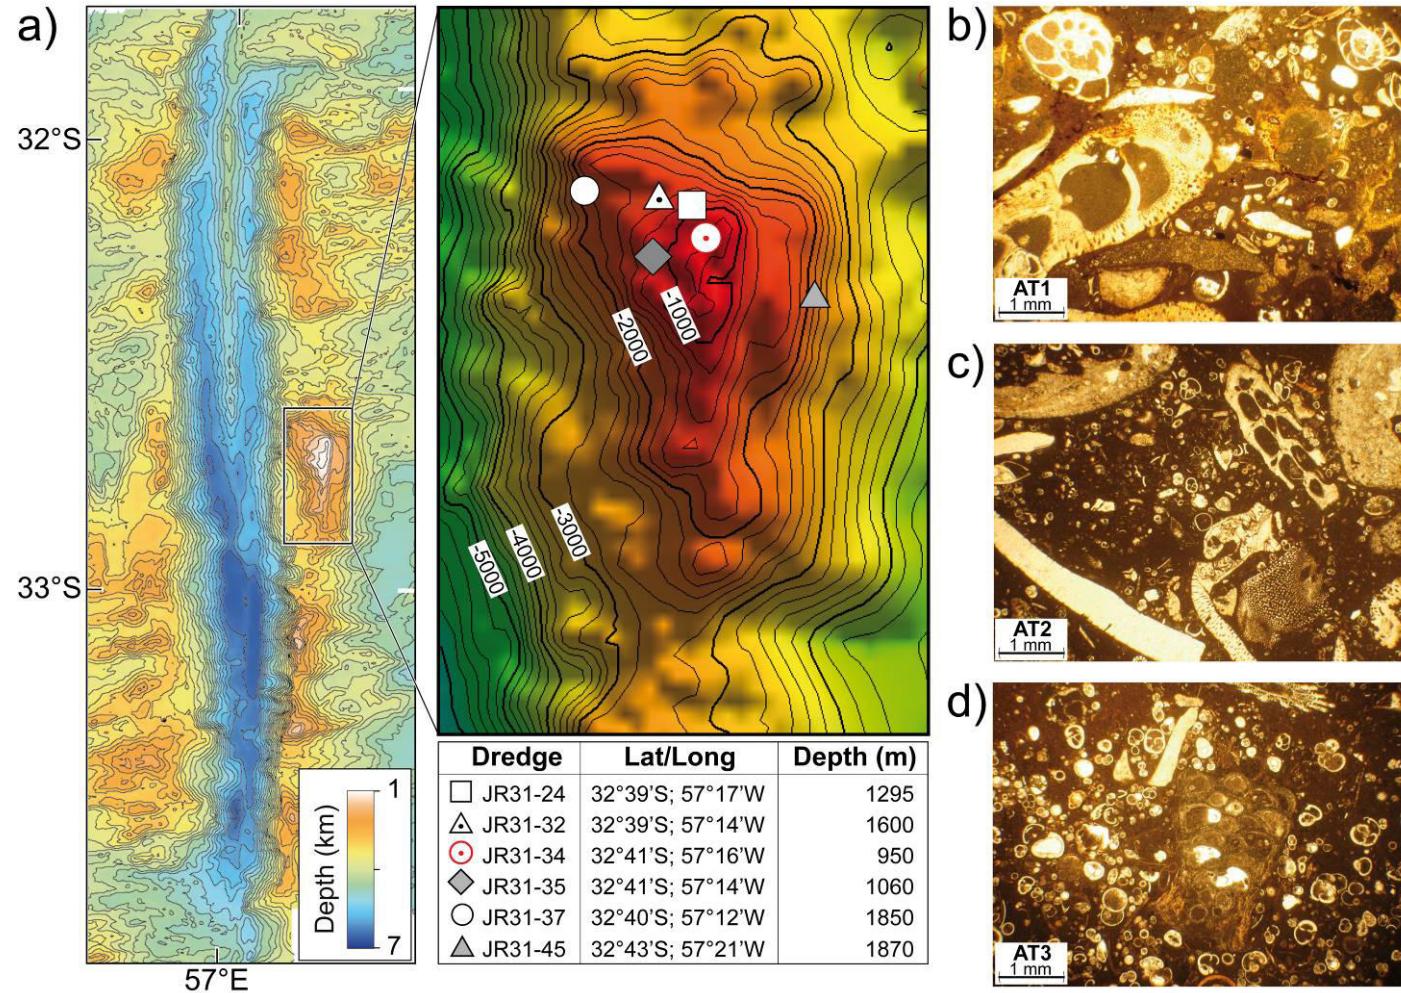 a)
32°S
33°S
57°E
Depth (km)
1
7
-1000
-2000
-3000
-4000
-5000
Dredge Lat/Long Depth (m)
JR31-24 32°39’S; 57°17’W 1295
JR31-32 32°39’S; 57°14’W 1600
JR31-34 32°41’S; 57°16’W 950
JR31-35 32°41’S; 57°14’W 1060
JR31-37 32°40’S; 57°12’W 1850
JR31-45 32°43’S; 57°21’W 1870
b)
AT1
1 mm
c)
AT2
1 mm
d)
AT3
1 mm